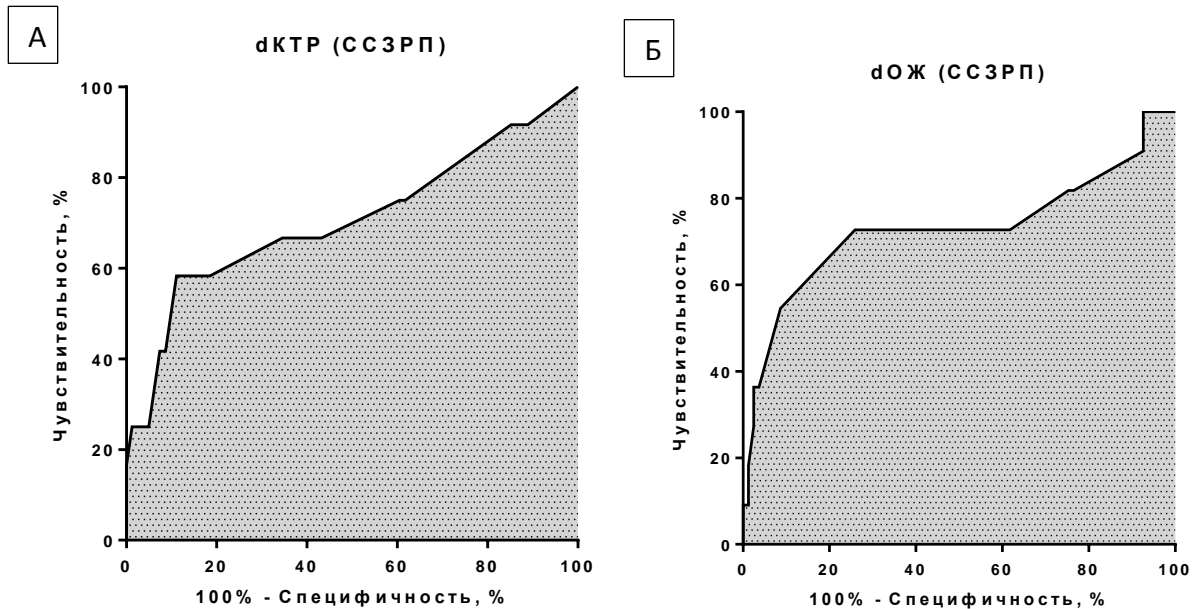 А
dКТР (ССЗРП)
100
80
60
40
20
0
Чувствительность, %
0 20 40 60 80 100
100% - Специфичность, %
Б
dОЖ (ССЗРП)
100
80
60
40
20
0
Чувствительность, %
0 20 40 60 80 100
100% - Специфичность, %